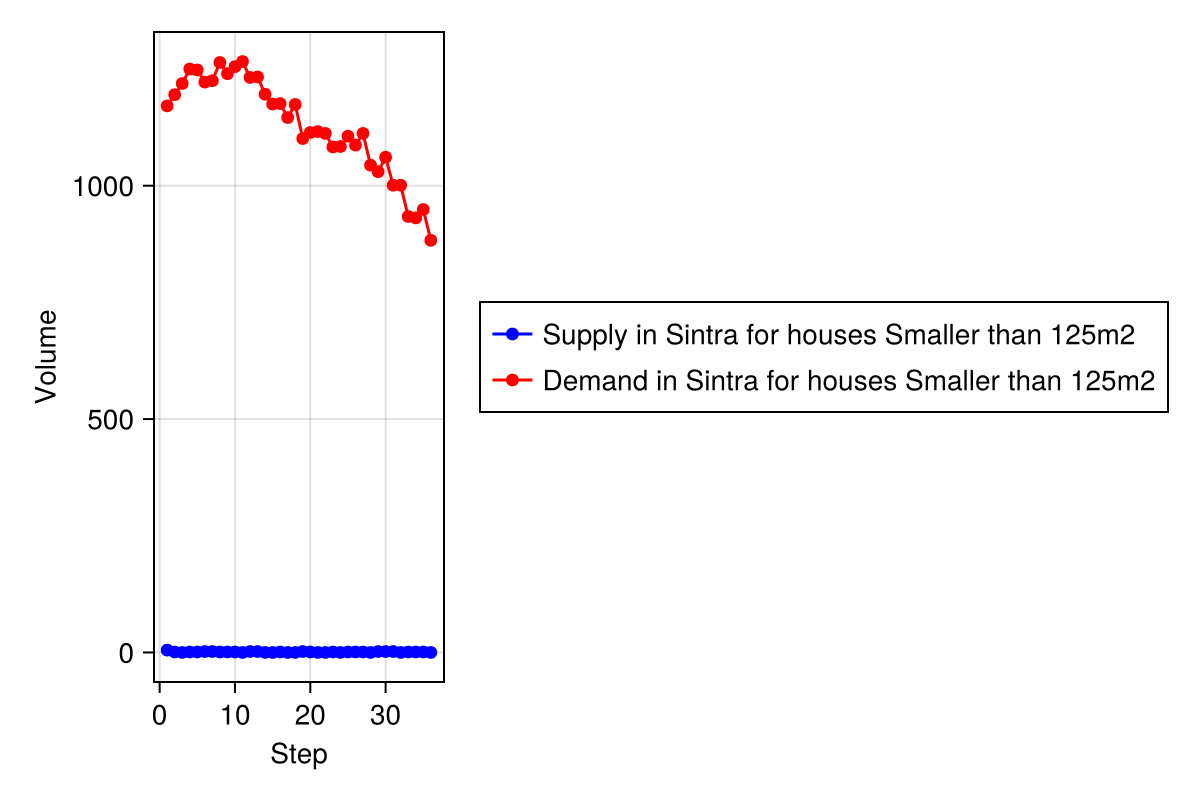 1000
500
0
Volume
0 10 20 30
Step
Supply in Sintra for houses Smaller than 125m2
Demand in Sintra for houses Smaller than 125m2